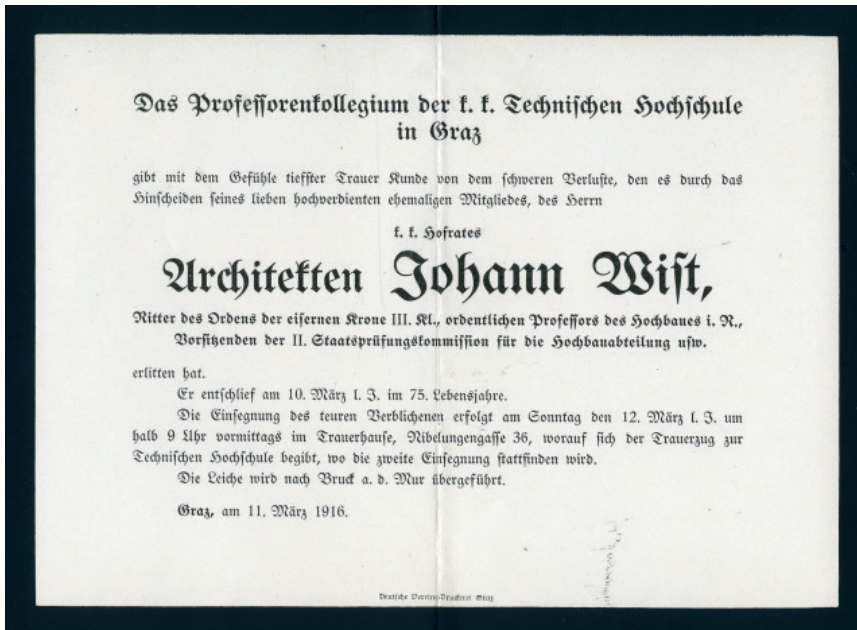 Das Professorenkollegium der k. k. Technischen Hochschule
in Graz
gibt mit dem Gefühle tiefster Trauer Kunde von dem schweren Verluste, den es durch das
Hinscheiden seines lieben hochverdienten ehemaligen Mitgliedes, des Herrn
k. k. Hofrates
Architekten Johann Wist,
Ritter des Ordens der eisernen Krone III. Kl., ordentlichen Professors des Hochbaues i. R.,
Vorsitzenden der II. Staatsprüfungskommission für die Hochbauabteilung usw.
erlitten hat.
Er entschlief am 10. März l. J. im 75. Lebensjahre.
Die Einsegnung des teuren Verblichenen erfolgt am Sonntag den 12. März l. J. um
halb 9 Uhr vormittags im Trauerhause, Nibelungengasse 36, worauf sich der Trauerzug zur
Technischen Hochschule begibt, wo die zweite Einsegnung stattfinden wird.
Die Leiche wird nach Bruck a. d. Mur übergeführt.
Graz, am 11. März 1916.
Deutsche Vereins-Druckerei Graz